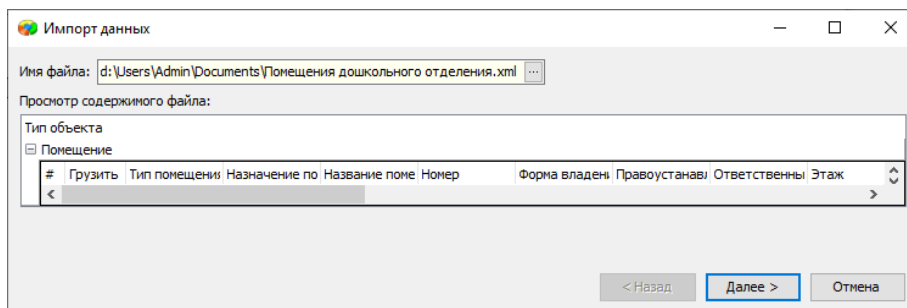 Импорт данных
Имя файла: d:\Users\Admin\Documents\Помещения дошкольного отделения.xml ...
Просмотр содержимого файла:
Тип объекта
Помещение
# Грузить Тип помещения Назначение по Название поме Номер Форма владени Правоустанавл Ответственны Этаж
< Назад Далее > Отмена